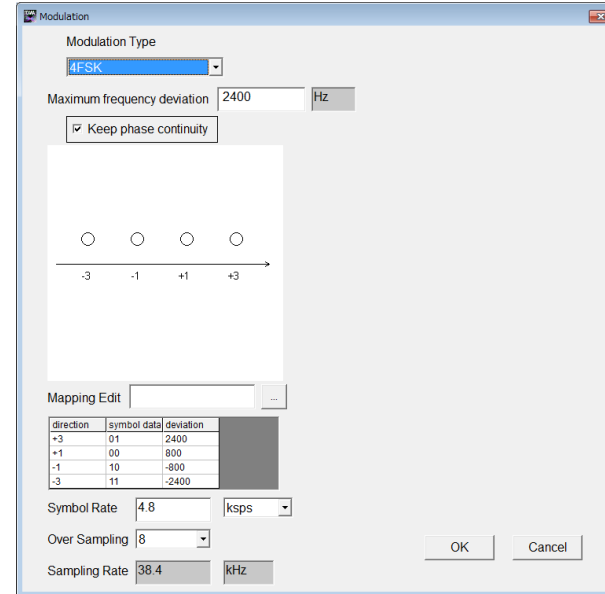 Modulation
Modulation Type
4FSK
Maximum frequency deviation 2400 Hz
Keep phase continuity
-3 -1 +1 +3
Mapping Edit ...
direction symbol data deviation
+3 01 2400
+1 00 800
-1 10 -800
-3 11 -2400
Symbol Rate 4.8 ksps
Over Sampling 8
OK Cancel
Sampling Rate 38.4 kHz